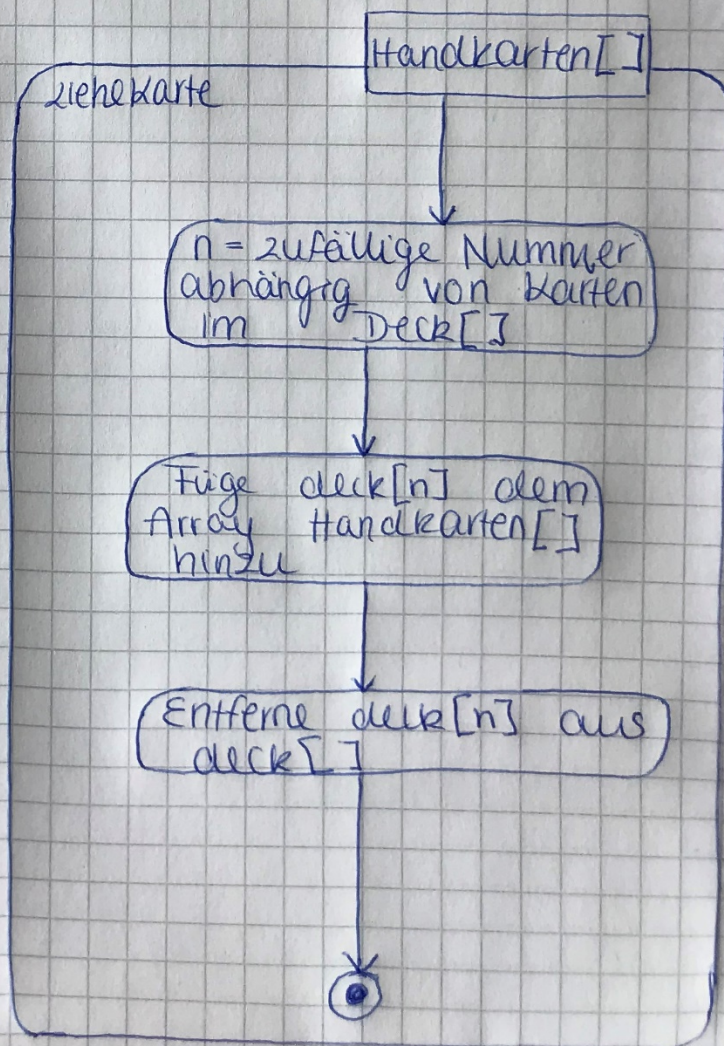 Handkarten[]
ziehekarte
n = zufällige Nummer
abhängig von Karten
im Deck[]
Füge deck[n] dem
Array Handkarten[]
hinzu
Entferne deck[n] aus
deck[]